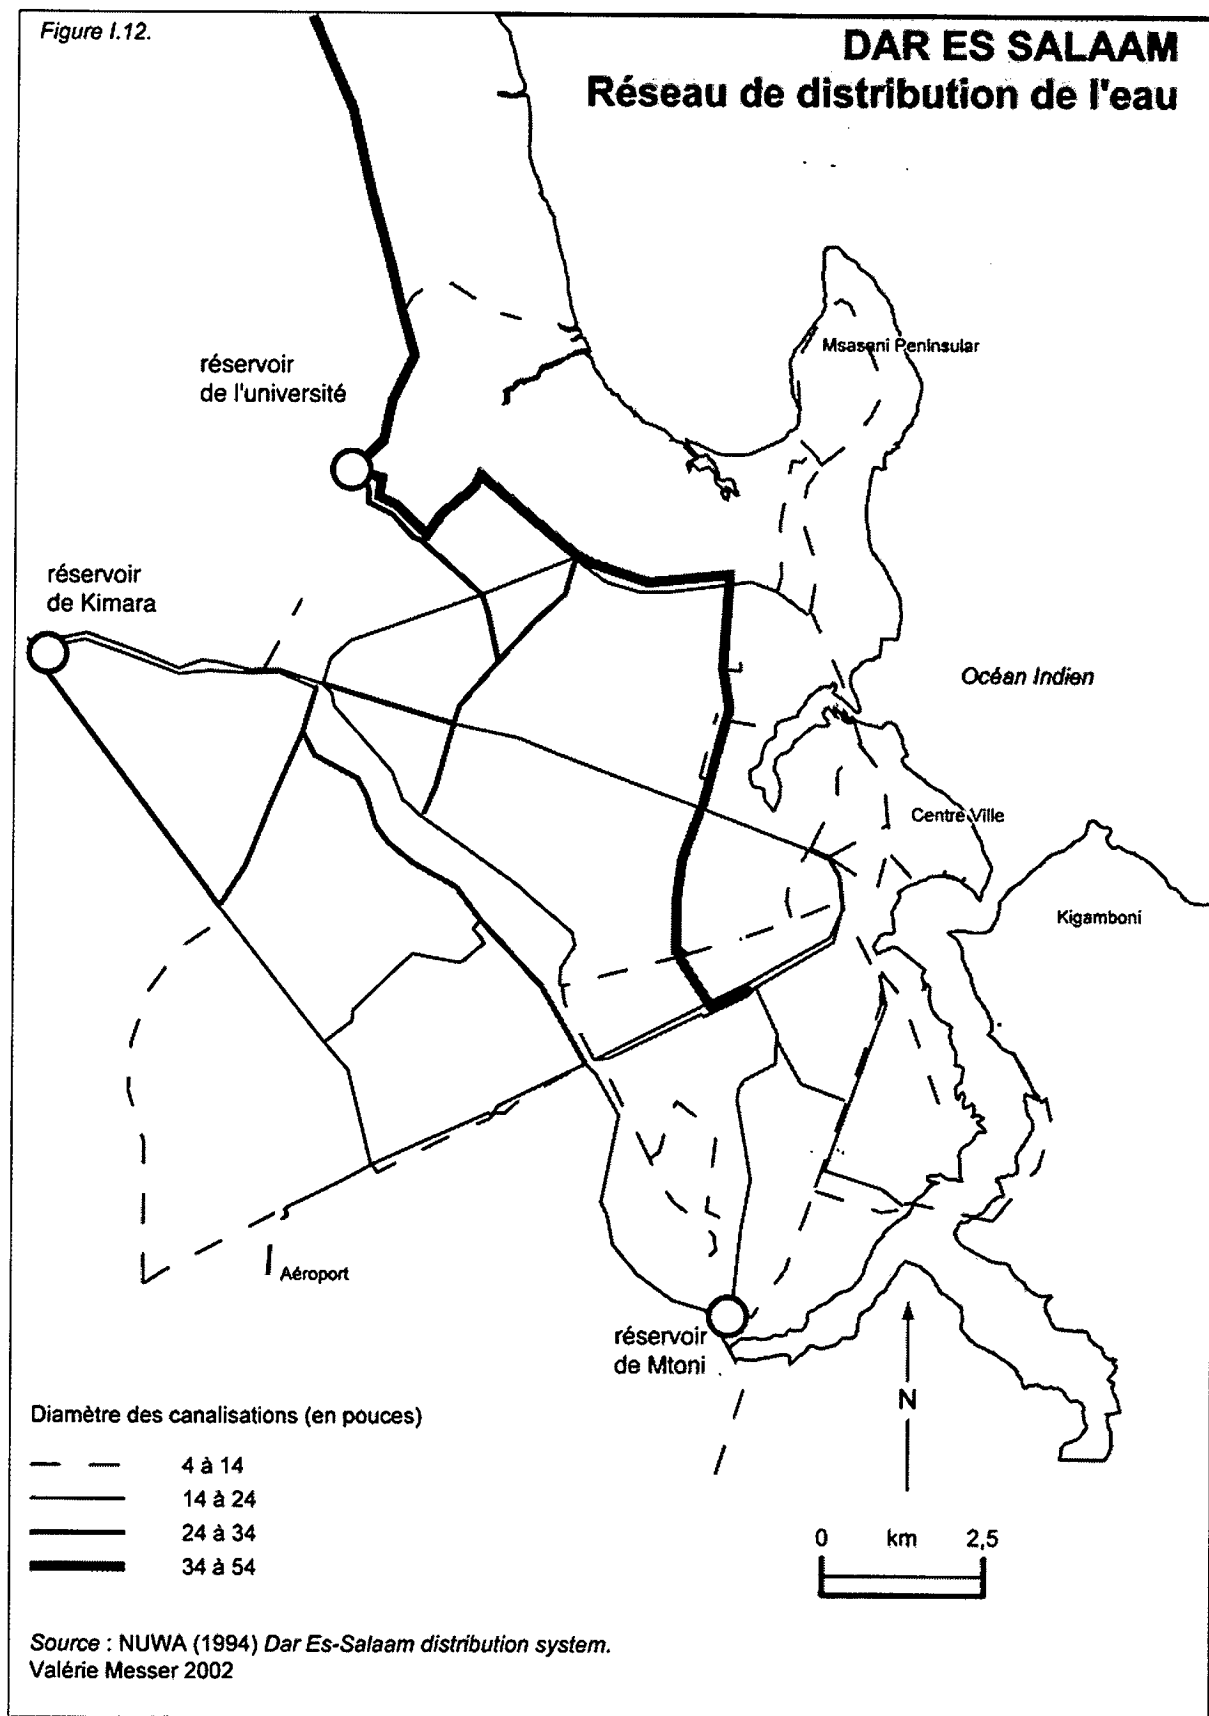 Figure I.12.
DAR ES SALAAM
Réseau de distribution de l'eau
Msasani Peninsular
réservoir
de l'université
réservoir
de Kimara
Océan Indien
Centre Ville
Kigamboni
Aéroport
réservoir
de Mtoni
N
Diamètre des canalisations (en pouces)
4 à 14
14 à 24
24 à 34
34 à 54
0 km 2,5
Source : NUWA (1994) Dar Es-Salaam distribution system.
Valérie Messer 2002